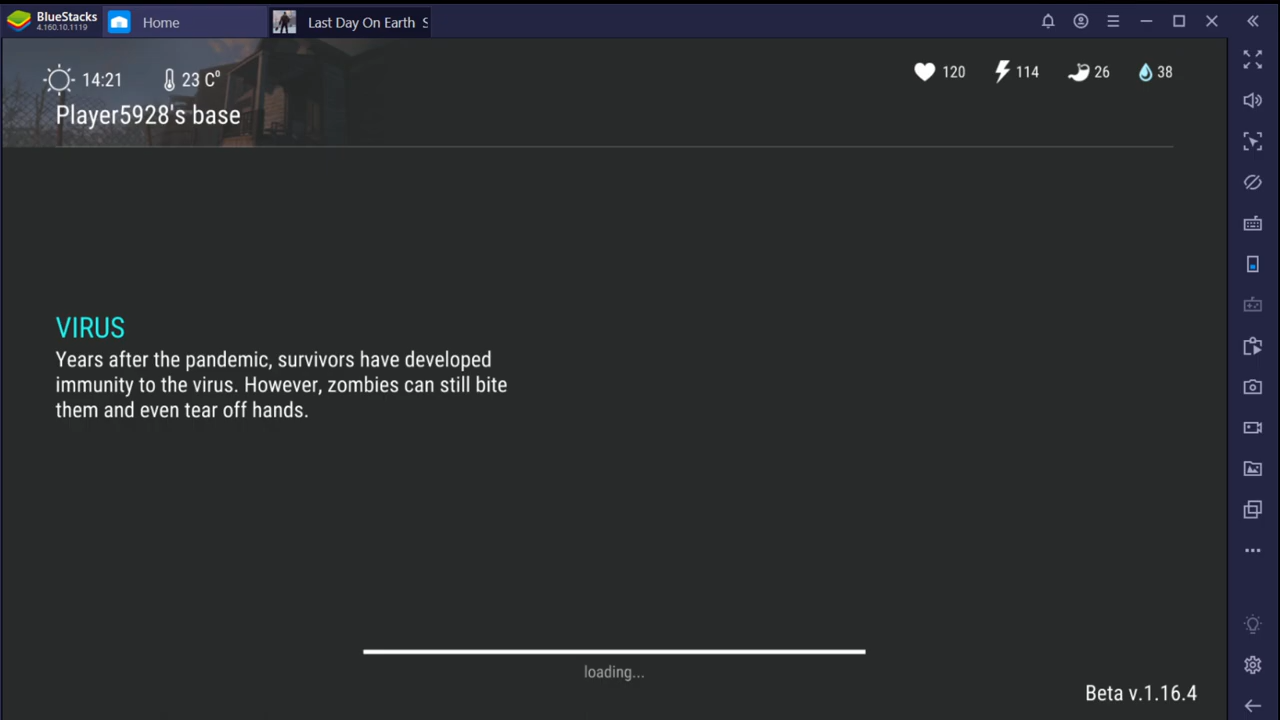 BlueStacks
4.160.10.1119
Home
Last Day On Earth S
14:21
23 C⁰
120
114
26
38
Player5928's base
VIRUS
Years after the pandemic, survivors have developed
immunity to the virus. However, zombies can still bite
them and even tear off hands.
loading...
Beta v.1.16.4